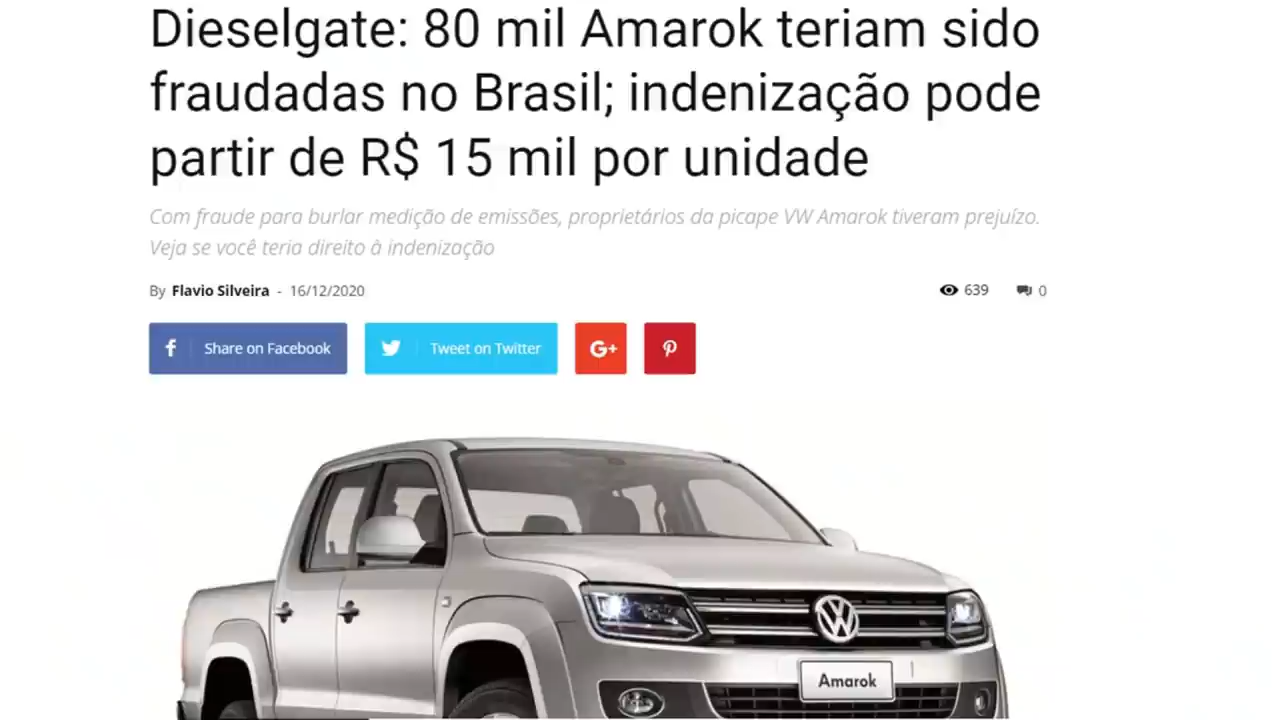 Dieselgate: 80 mil Amarok teriam sido
fraudadas no Brasil; indenização pode
partir de R$ 15 mil por unidade
Com fraude para burlar medição de emissões, proprietários da picape VW Amarok tiveram prejuízo.
Veja se você teria direito à indenização
By Flavio Silveira - 16/12/2020 639 0
Share on Facebook Tweet on Twitter G+
Amarok